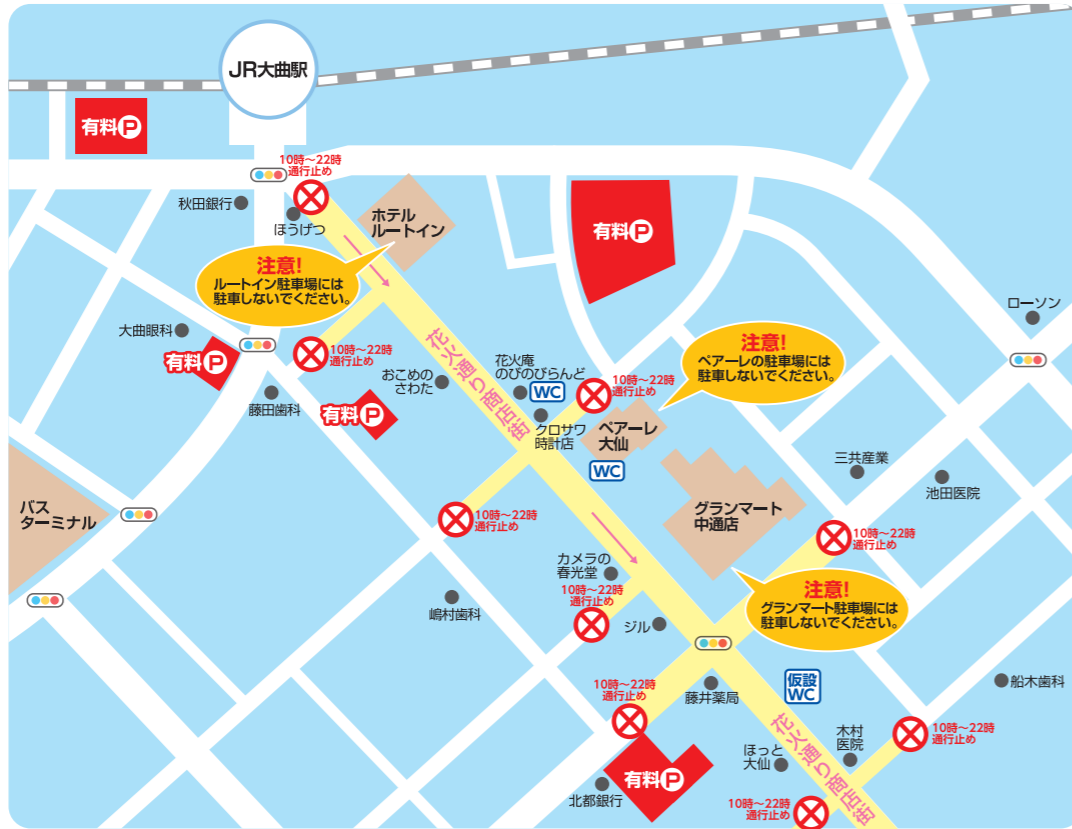 JR大曲駅
有料P
10時～22時
通行止め
秋田銀行
ほうげつ
ホテル
ルートイン
有料P
注意!
ルートイン駐車場には
駐車しないでください。
ローソン
大曲眼科
有料P
10時～22時
通行止め
花火通り商店街
おこめの
さわた
花火庵
のびのびらんど
WC
10時～22時
通行止め
注意!
ペアーレの駐車場には
駐車しないでください。
藤田歯科
有料P
クロサワ
時計店
ペアーレ
大仙
WC
三共産業
池田医院
バス
ターミナル
10時～22時
通行止め
グランマート
中通店
10時～22時
通行止め
カメラの
春光堂
10時～22時
通行止め
注意!
グランマート駐車場には
駐車しないでください。
嶋村歯科
ジル
10時～22時
通行止め
藤井薬局
仮設
WC
船木歯科
花火通り商店街
木村
医院
10時～22時
通行止め
ほっと
大仙
有料P
北都銀行
10時～22時
通行止め